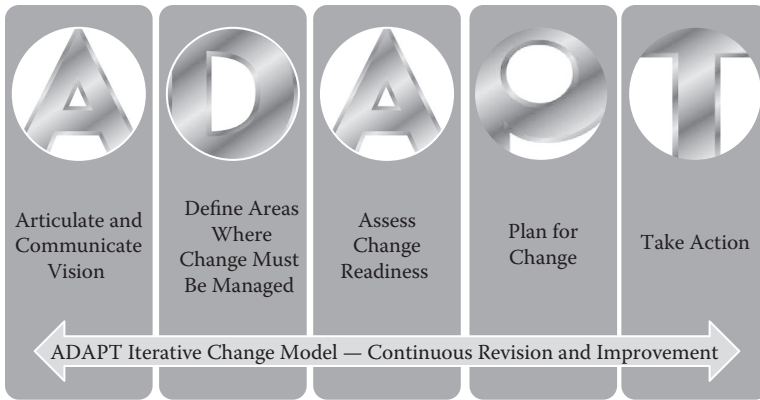 A
D
A
P
T
Articulate and
Communicate
Vision
Define Areas
Where
Change Must
Be Managed
Assess
Change
Readiness
Plan for
Change
Take Action
ADAPT Iterative Change Model — Continuous Revision and Improvement